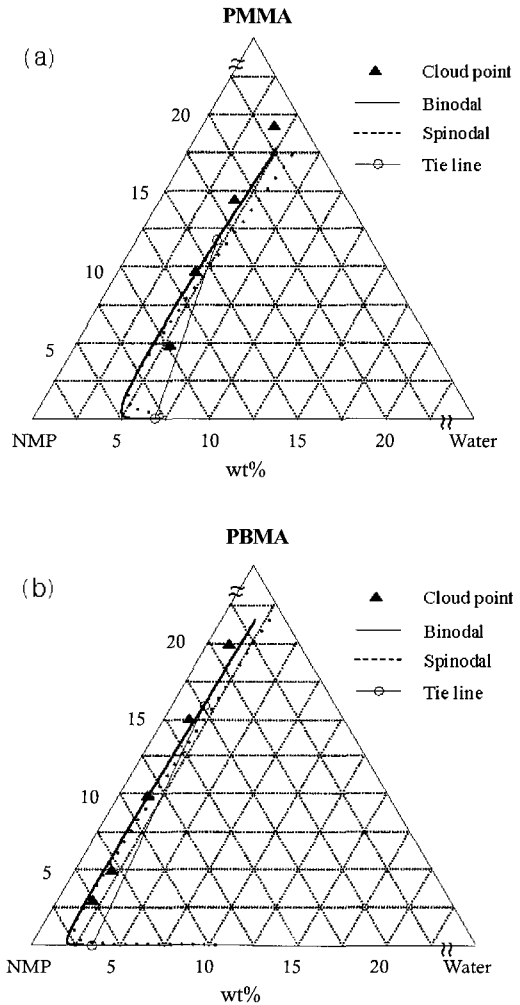 PMMA
(a)
Cloud point
Binodal
Spinodal
Tie line
20
15
10
5
NMP 5 10 15 20 Water
wt%
PBMA
(b)
Cloud point
Binodal
Spinodal
Tie line
20
15
10
5
NMP 5 10 15 20 Water
wt%